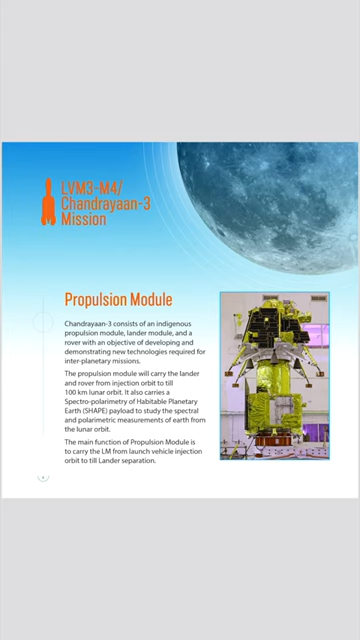 LVM3-M4/
Chandrayaan-3
Mission
Propulsion Module
Chandrayaan-3 consists of an indigenous
propulsion module, lander module, and a
rover with an objective of developing and
demonstrating new technologies required for
inter-planetary missions.
The propulsion module will carry the lander
and rover from injection orbit to till
100 km lunar orbit. It also carries a
Spectro-polarimetry of Habitable Planetary
Earth (SHAPE) payload to study the spectral
and polarimetric measurements of earth from
the lunar orbit.
The main function of Propulsion Module is
to carry the LM from launch vehicle injection
orbit to till Lander separation.